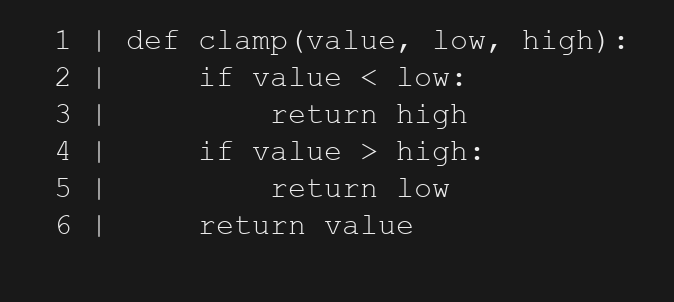 1 | def clamp(value, low, high):
2 |     if value < low:
3 |         return high
4 |     if value > high:
5 |         return low
6 |     return value